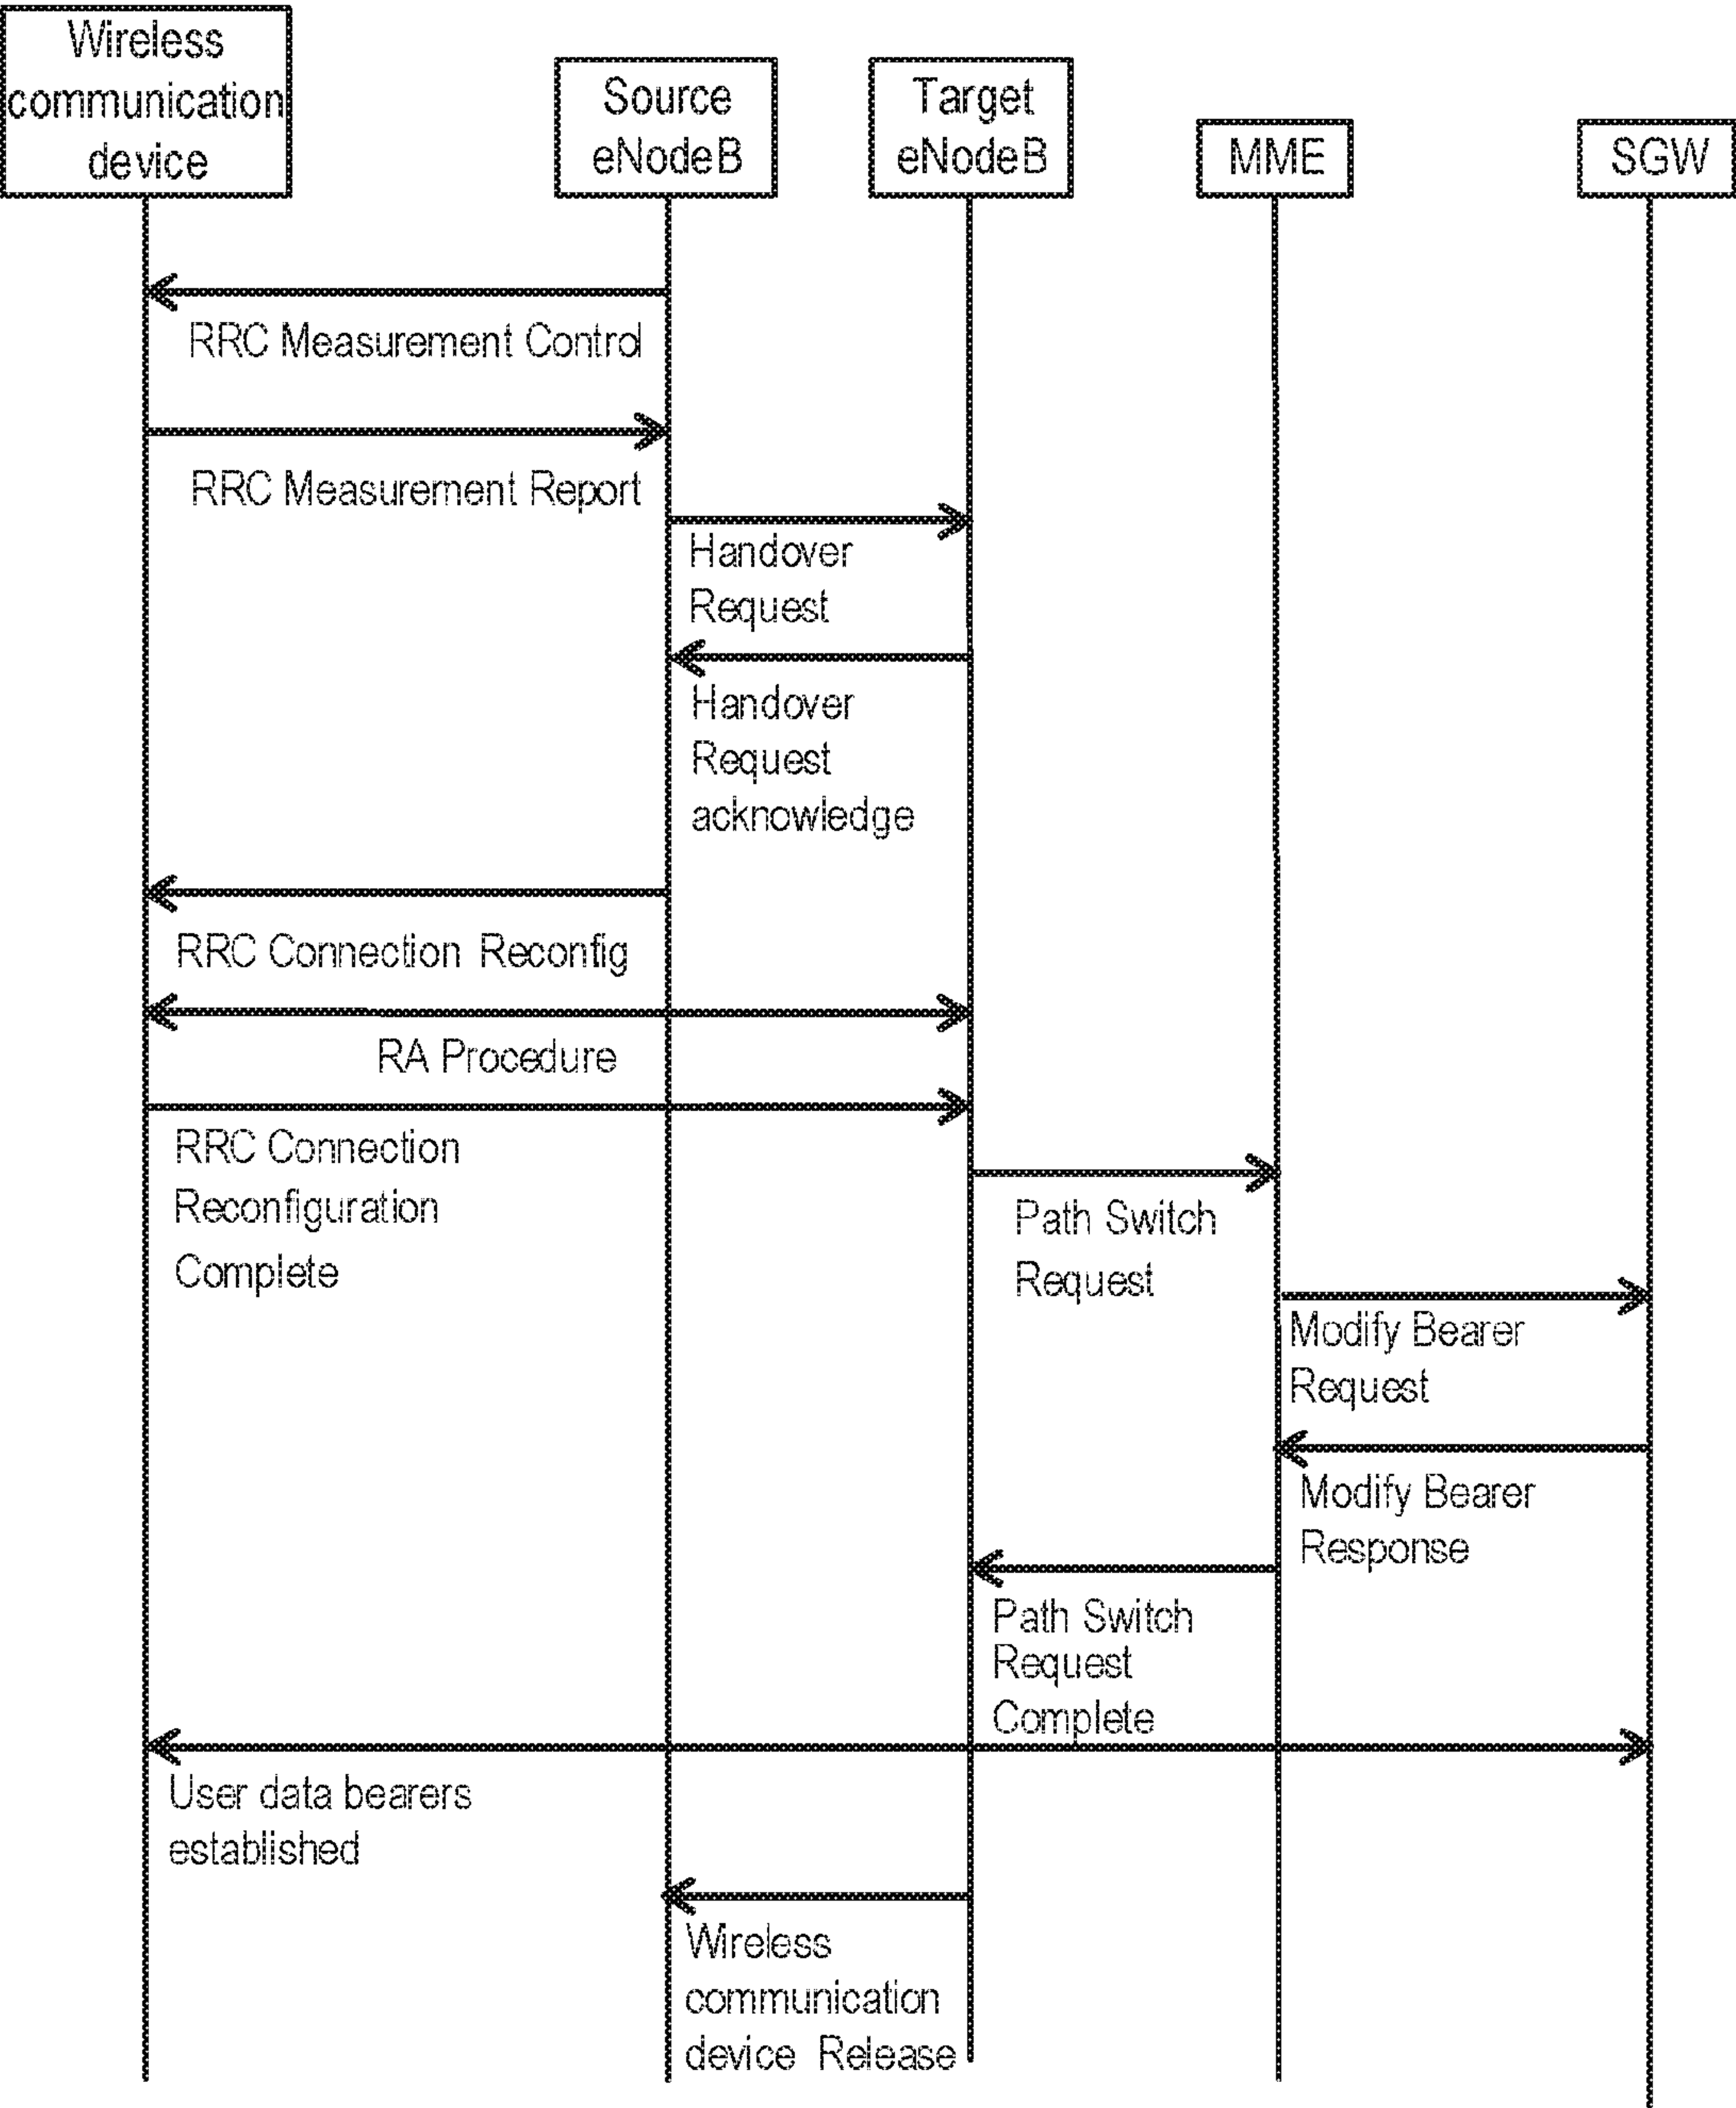 Wireless
communication
device
Source
eNodeB
Target
eNodeB
MME
SGW
RRC Measurement Control
RRC Measurement Report
Handover
Request
Handover
Request
acknowledge
RRC Connection Reconfig
RA Procedure
RRC Connection
Reconfiguration
Complete
Path Switch
Request
Modify Bearer
Request
Modify Bearer
Response
Path Switch
Request
Complete
User data bearers
established
Wireless
communication
device Release